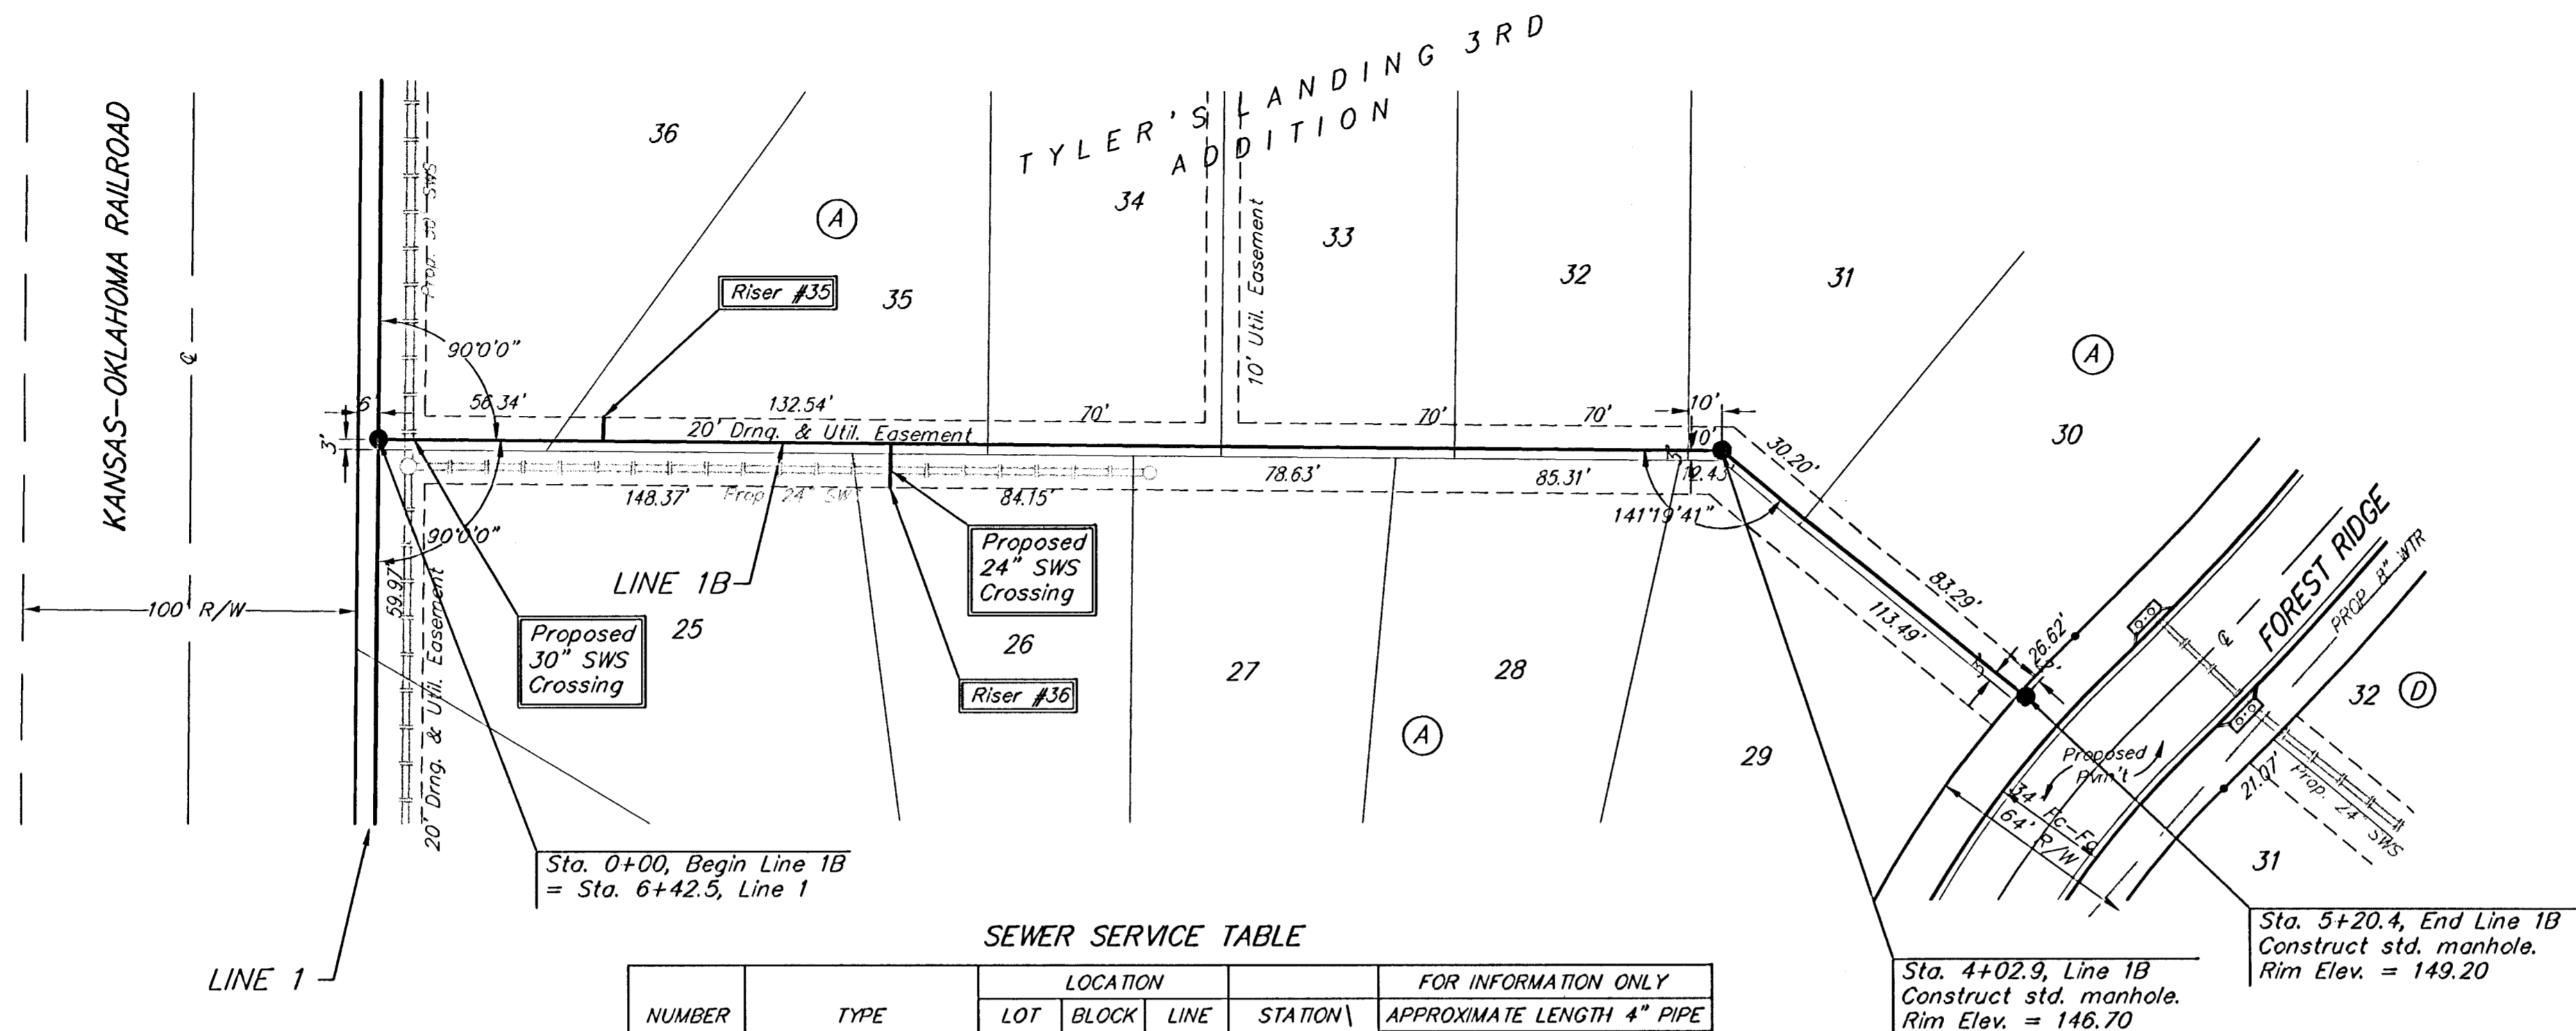 TYLER'S LANDING 3RD
ADDITION
KANSAS-OKLAHOMA RAILROAD
℄
36
34
33
32
31
30
A
A
35
Riser #35
Prop. 30" SWS
10' Util. Easement
90°0'0"
6'
3'
56.34'
132.54'
70'
70'
70'
10'
10'
20' Drng. & Util. Easement
3'
12.43'
30.20'
148.37'
Prop. 24" SWS
84.15'
78.63'
85.31'
141°19'41"
90°0'0"
59.97'
20' Drng. & Util. Easement
100' R/W
LINE 1B
Proposed
30" SWS
Crossing
Proposed
24" SWS
Crossing
Riser #36
25
26
27
28
29
A
83.29'
113.49'
26.62'
FOREST RIDGE
℄
PROP 8" WTR
32
D
Proposed
Pvm't
34' Fc-Fc
64' R/W
21.07'
Prop. 24" SWS
31
Sta. 0+00, Begin Line 1B
= Sta. 6+42.5, Line 1
LINE 1
Sta. 5+20.4, End Line 1B
Construct std. manhole.
Rim Elev. = 149.20
Sta. 4+02.9, Line 1B
Construct std. manhole.
Rim Elev. = 146.70
SEWER SERVICE TABLE
LOCATION
FOR INFORMATION ONLY
NUMBER TYPE LOT BLOCK LINE STATION\ APPROXIMATE LENGTH 4" PIPE